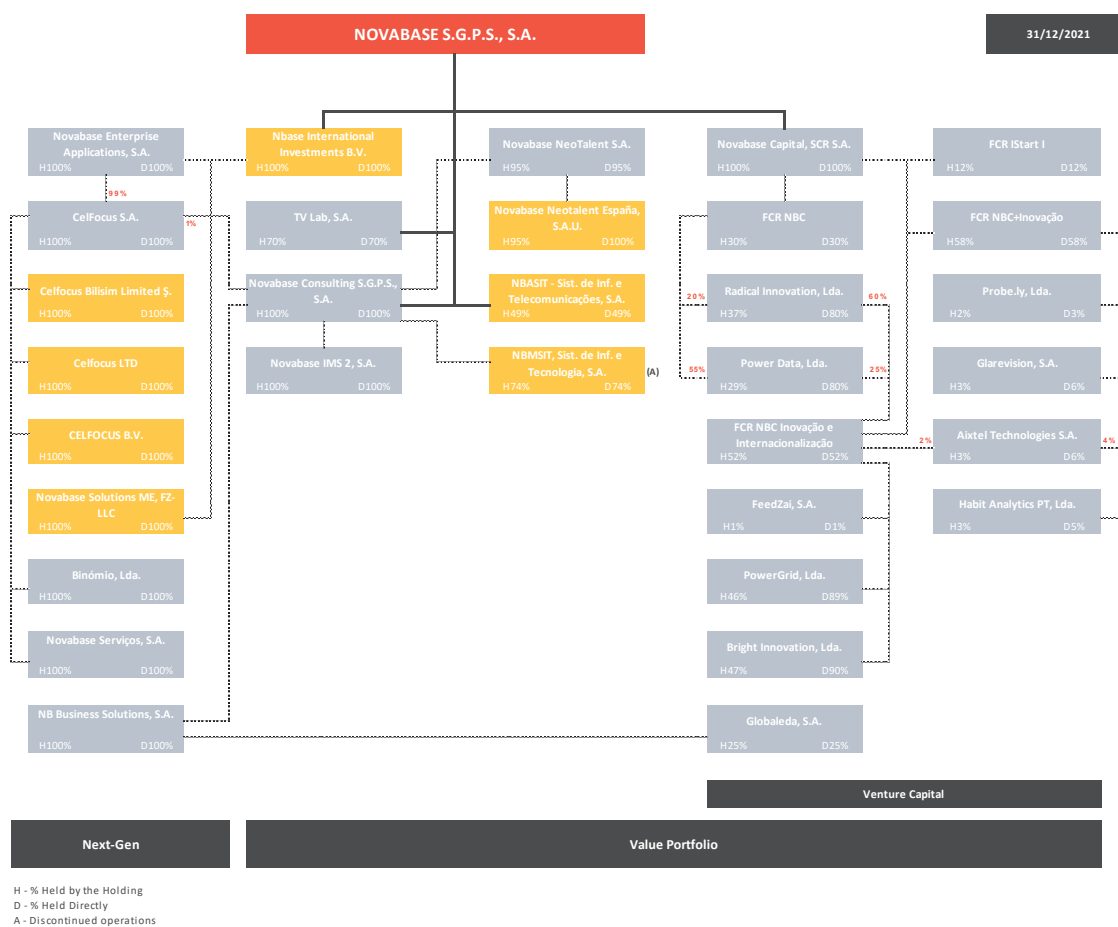 NOVABASE S.G.P.S., S.A.
31/12/2021
Novabase Enterprise
Applications, S.A.
H100% D100%
Nbase International
Investments B.V.
H100% D100%
Novabase NeoTalent S.A.
H95% D95%
Novabase Capital, SCR S.A.
H100% D100%
FCR IStart I
H12% D12%
99%
CelFocus S.A.
H100% D100%
1%
TV Lab, S.A.
H70% D70%
Novabase Neotalent España,
S.A.U.
H95% D100%
FCR NBC
H30% D30%
FCR NBC+Inovação
H58% D58%
Celfocus Bilisim Limited Ş.
H100% D100%
Novabase Consulting S.G.P.S.,
S.A.
H100% D100%
NBASIT - Sist. de Inf. e
Telecomunicações, S.A.
H49% D49%
20%
Radical Innovation, Lda.
H37% D80%
60%
Probe.ly, Lda.
H2% D3%
Celfocus LTD
H100% D100%
Novabase IMS 2, S.A.
H100% D100%
NBMSIT, Sist. de Inf. e
Tecnologia, S.A.
H74% D74%
(A)
55%
Power Data, Lda.
H29% D80%
25%
Glarevision, S.A.
H3% D6%
CELFOCUS B.V.
H100% D100%
FCR NBC Inovação e
Internacionalização
H52% D52%
2%
Aixtel Technologies S.A.
H3% D6%
4%
Novabase Solutions ME, FZ-
LLC
H100% D100%
FeedZai, S.A.
H1% D1%
Habit Analytics PT, Lda.
H3% D5%
Binómio, Lda.
H100% D100%
PowerGrid, Lda.
H46% D89%
Novabase Serviços, S.A.
H100% D100%
Bright Innovation, Lda.
H47% D90%
NB Business Solutions, S.A.
H100% D100%
Globaleda, S.A.
H25% D25%
Venture Capital
Next-Gen
Value Portfolio
H - % Held by the Holding
D - % Held Directly
A - Discontinued operations